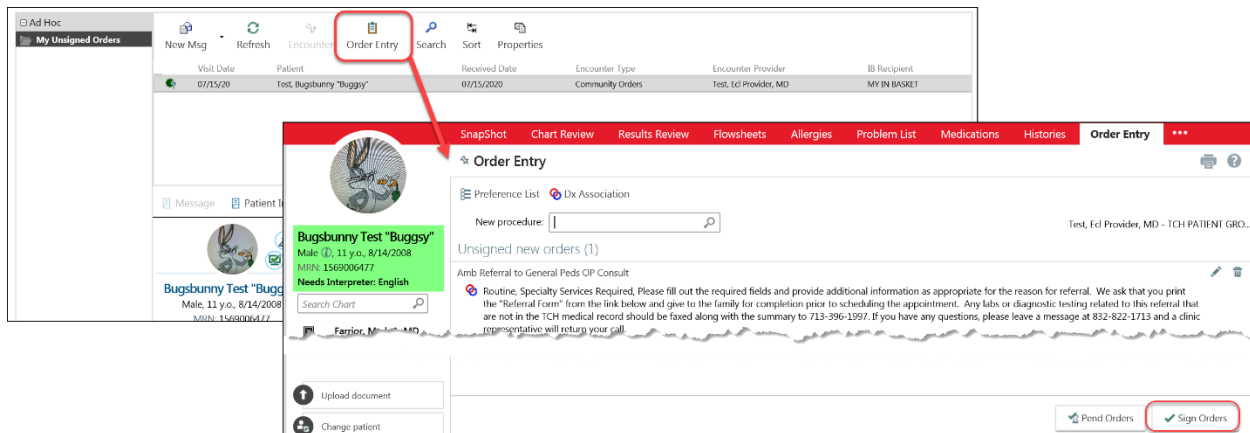 Ad Hoc
My Unsigned Orders
New Msg Refresh Encounter Order Entry Search Sort Properties
Visit Date Patient Received Date Encounter Type Encounter Provider IB Recipient
07/15/20 Test, Bugsbunny "Buggsy" 07/15/2020 Community Orders Test, Ecl Provider, MD MY IN BASKET
Message Patient
Bugsbunny Test "Bugg
Male, 11 y.o., 8/14/2008
MRN: 1569006477
SnapShot Chart Review Results Review Flowsheets Allergies Problem List Medications Histories Order Entry
Order Entry
Preference List Dx Association
New procedure:
Test, Ecl Provider, MD - TCH PATIENT GRO...
Bugsbunny Test "Buggsy"
Male, 11 y.o., 8/14/2008
MRN: 1569006477
Needs Interpreter: English
Search Chart
Unsigned new orders (1)
Amb Referral to General Peds OP Consult
Routine, Specialty Services Required, Please fill out the required fields and provide additional information as appropriate for the reason for referral. We ask that you print
the "Referral Form" from the link below and give to the family for completion prior to scheduling the appointment. Any labs or diagnostic testing related to this referral that
are not in the TCH medical record should be faxed along with the summary to 713-396-1997. If you have any questions, please leave a message at 832-822-1713 and a clinic
representative will return your call.
Upload document
Change patient
Pend Orders Sign Orders